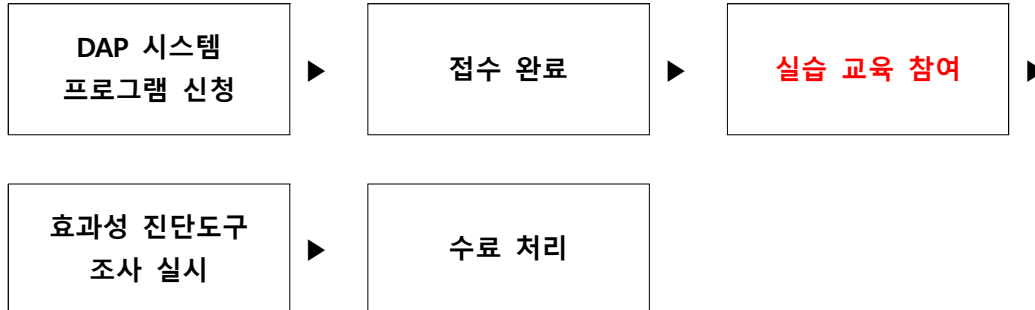 DAP 시스템
프로그램 신청
▶
접수 완료
▶
실습 교육 참여
▶
효과성 진단도구
조사 실시
▶
수료 처리